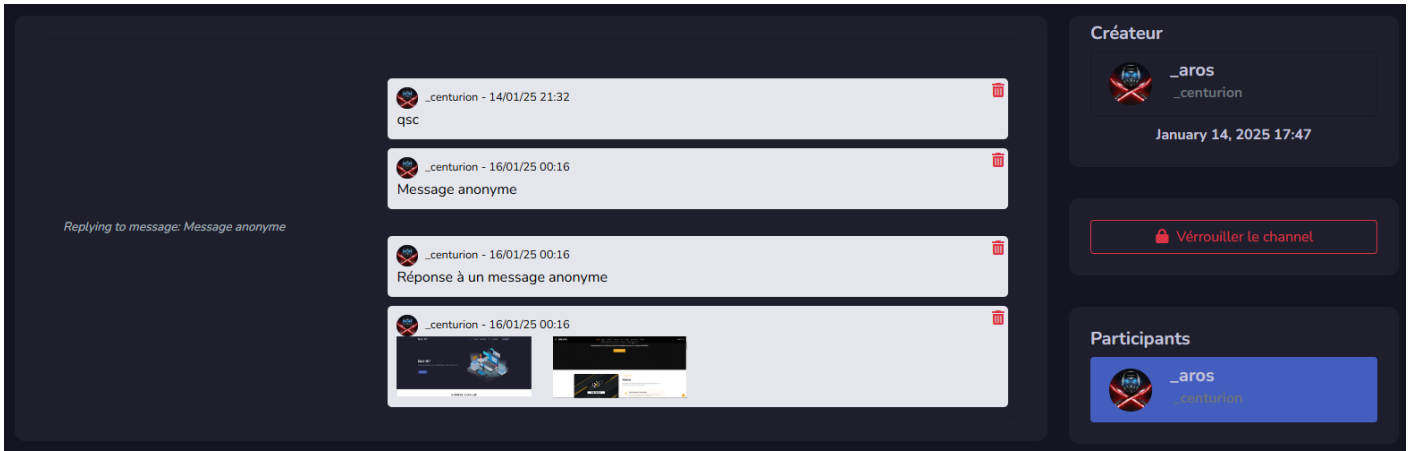 _centurion - 14/01/25 21:32
qsc
_centurion - 16/01/25 00:16
Message anonyme
Replying to message: Message anonyme
_centurion - 16/01/25 00:16
Réponse à un message anonyme
_centurion - 16/01/25 00:16
Créateur
_aros
_centurion
January 14, 2025 17:47
Vérrouiller le channel
Participants
_aros
_centurion